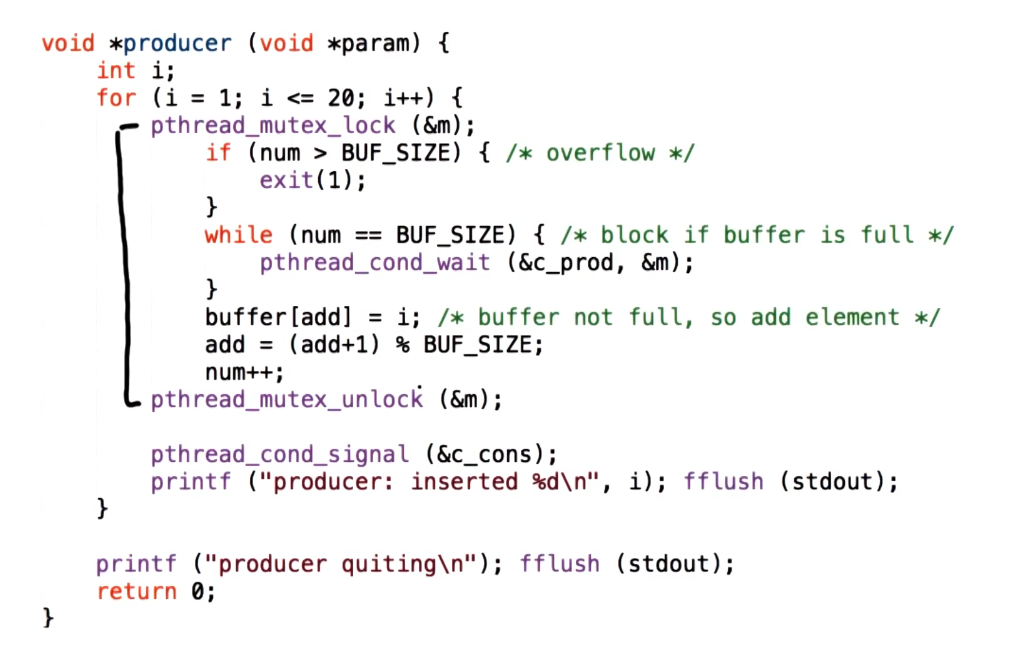 void *producer (void *param) {
    int i;
    for (i = 1; i <= 20; i++) {
        pthread_mutex_lock (&m);
            if (num > BUF_SIZE) { /* overflow */
                exit(1);
            }
            while (num == BUF_SIZE) { /* block if buffer is full */
                pthread_cond_wait (&c_prod, &m);
            }
            buffer[add] = i; /* buffer not full, so add element */
            add = (add+1) % BUF_SIZE;
            num++;
        pthread_mutex_unlock (&m);

        pthread_cond_signal (&c_cons);
        printf ("producer: inserted %d\n", i); fflush (stdout);
    }

    printf ("producer quiting\n"); fflush (stdout);
    return 0;
}